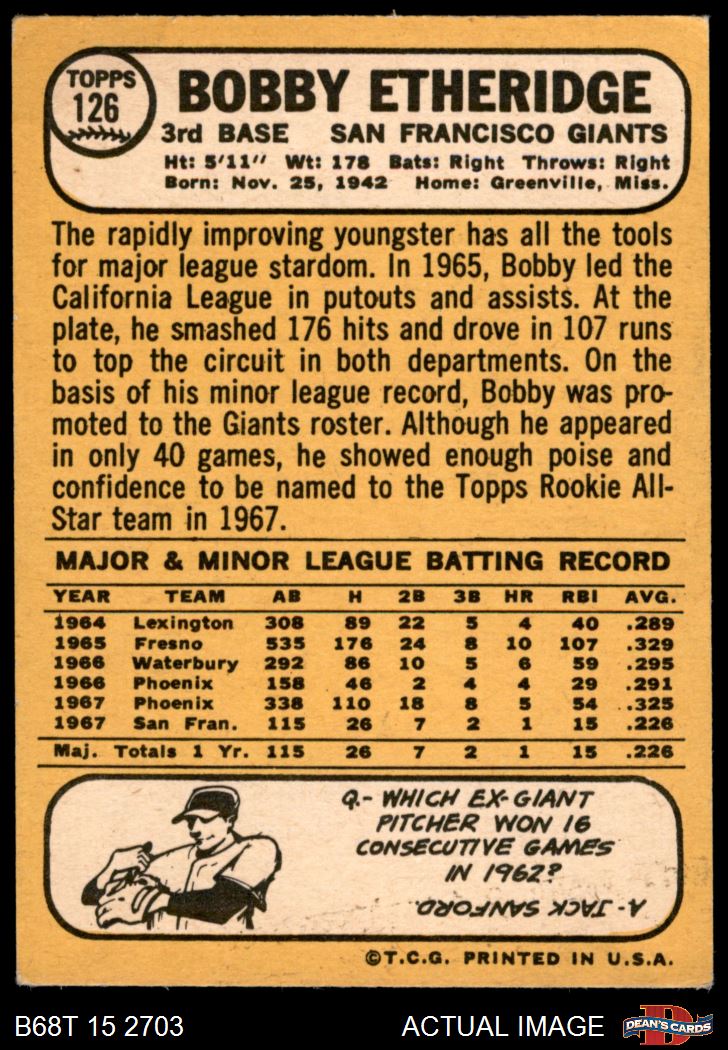 TOPPS
126
BOBBY ETHERIDGE
3rd BASE SAN FRANCISCO GIANTS
Ht: 5'11" Wt: 178 Bats: Right Throws: Right
Born: Nov. 25, 1942 Home: Greenville, Miss.
The rapidly improving youngster has all the tools
for major league stardom. In 1965, Bobby led the
California League in putouts and assists. At the
plate, he smashed 176 hits and drove in 107 runs
to top the circuit in both departments. On the
basis of his minor league record, Bobby was pro-
moted to the Giants roster. Although he appeared
in only 40 games, he showed enough poise and
confidence to be named to the Topps Rookie All-
Star team in 1967.
MAJOR & MINOR LEAGUE BATTING RECORD
YEAR TEAM AB H 2B 3B HR RBI AVG.
1964 Lexington 308 89 22 5 4 40 .289
1965 Fresno 535 176 24 8 10 107 .329
1966 Waterbury 292 86 10 5 6 59 .295
1966 Phoenix 158 46 2 4 4 29 .291
1967 Phoenix 338 110 18 8 5 54 .325
1967 San Fran. 115 26 7 2 1 15 .226
Maj. Totals 1 Yr. 115 26 7 2 1 15 .226
Q.- WHICH EX-GIANT
PITCHER WON 16
CONSECUTIVE GAMES
IN 1962?
A- JACK SANFORD.
©T.C.G. PRINTED IN U.S.A.
B68T 15 2703
ACTUAL IMAGE
D
DEAN'S CARDS